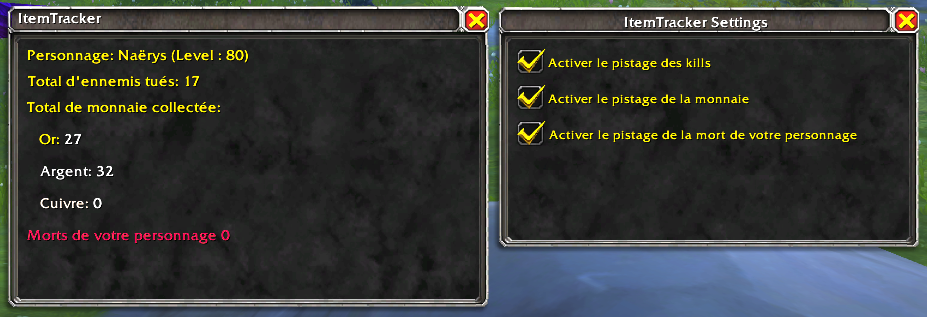 ItemTracker
Personnage: Naërys (Level : 80)
Total d'ennemis tués: 17
Total de monnaie collectée:
Or: 27
Argent: 32
Cuivre: 0
Morts de votre personnage 0
ItemTracker Settings
Activer le pistage des kills
Activer le pistage de la monnaie
Activer le pistage de la mort de votre personnage